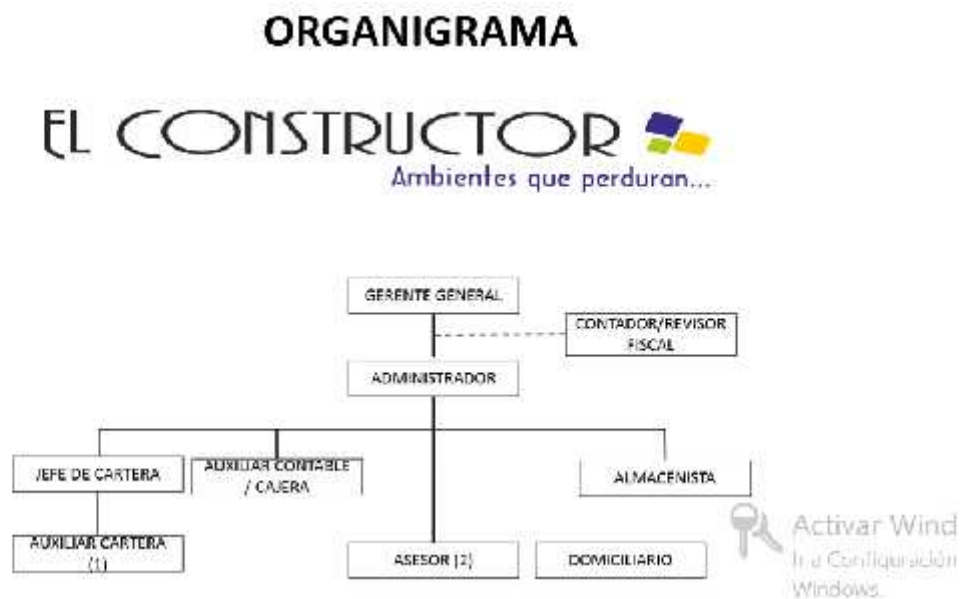 ORGANIGRAMA
EL CONSTRUCTOR
Ambientes que perduran...
GERENTE GENERAL
CONTADOR/REVISOR
FISCAL
ADMINISTRADOR
JEFE DE CARTERA
AUXILIAR CONTABLE
/ CAJERA
ALMACENISTA
AUXILIAR CARTERA
(1)
ASESOR (2)
DOMICILIARIO
Activar Wind
Ir a Configuración
Windows.